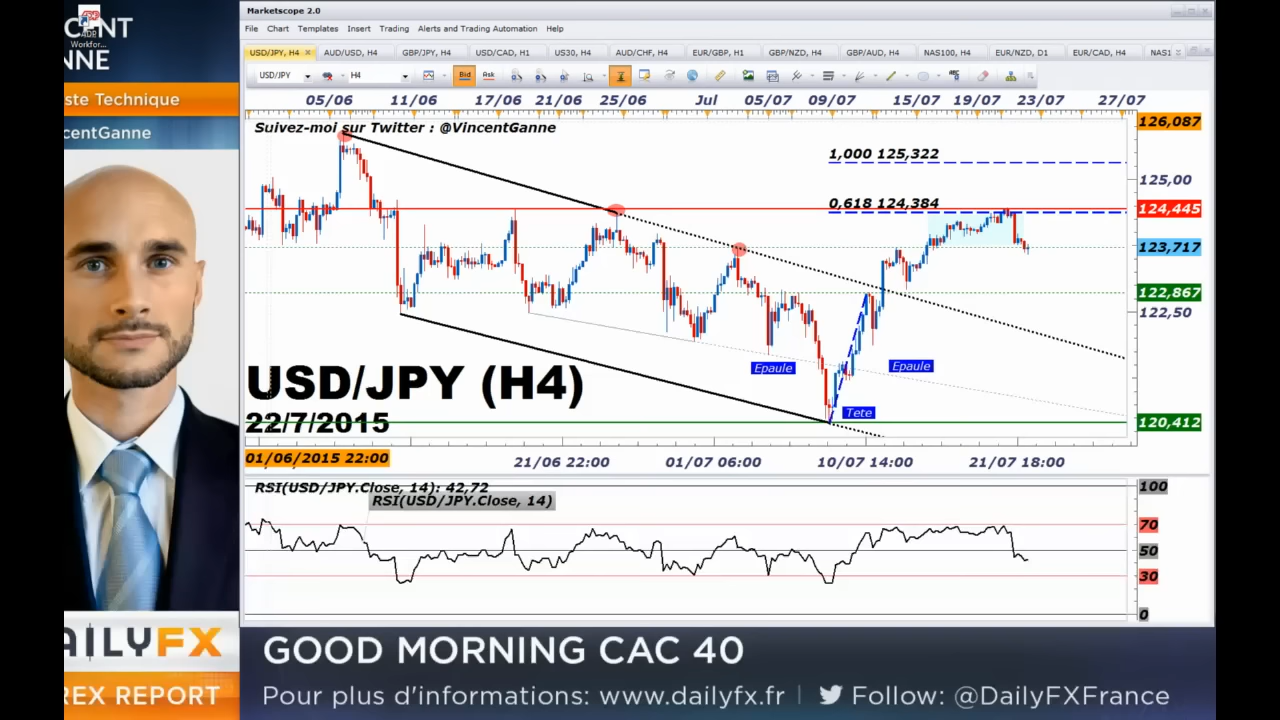 CENT
NNE
ADP
Workfor...
ste Technique
centGanne
Marketscope 2.0
File Chart Templates Insert Trading Alerts and Trading Automation Help
USD/JPY, H4 AUD/USD, H4 GBP/JPY, H4 USD/CAD, H1 US30, H4 AUD/CHF, H4 EUR/GBP, H1 GBP/NZD, H4 GBP/AUD, H4 NAS100, H4 EUR/NZD, D1 EUR/CAD, H4 NAS1
USD/JPY H4 Bid Ask
05/06 11/06 17/06 21/06 25/06 Jul 05/07 09/07 15/07 19/07 23/07 27/07
Suivez-moi sur Twitter : @VincentGanne
126,087
1,000 125,322
125,00
0,618 124,384
124,445
123,717
122,867
122,50
Epaule
Epaule
USD/JPY (H4)
Tete
22/7/2015
120,412
01/06/2015 22:00 21/06 22:00 01/07 06:00 10/07 14:00 21/07 18:00
RSI(USD/JPY.Close, 14): 42,72
RSI(USD/JPY.Close, 14)
100
70
50
30
0
AILYFX
REX REPORT
GOOD MORNING CAC 40
Pour plus d'informations: www.dailyfx.fr | Follow: @DailyFXFrance